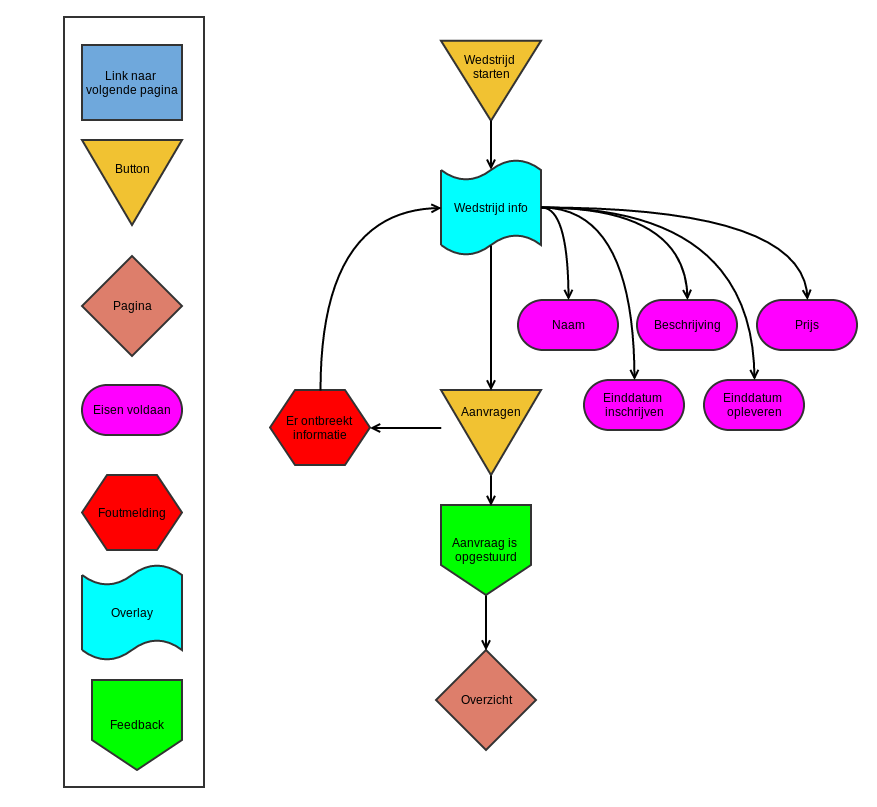 Link naar
volgende pagina
Button
Pagina
Eisen voldaan
Foutmelding
Overlay
Feedback
Wedstrijd
starten
Wedstrijd info
Naam
Beschrijving
Prijs
Einddatum
inschrijven
Einddatum
opleveren
Aanvragen
Er ontbreekt
informatie
Aanvraag is
opgestuurd
Overzicht